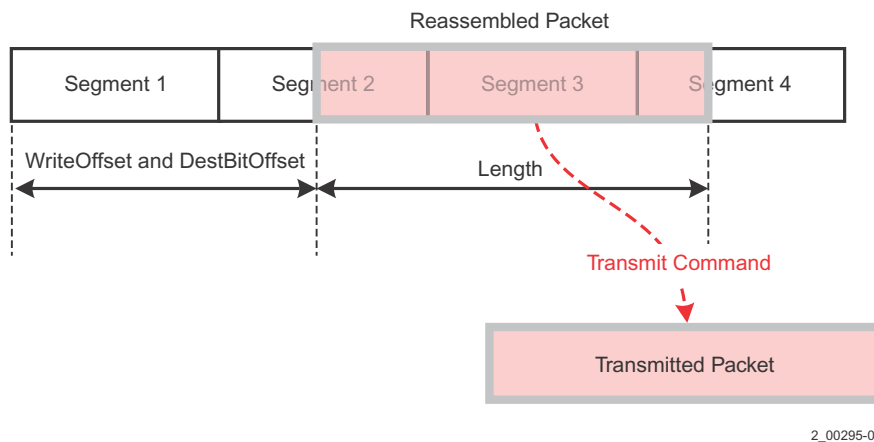 Reassembled Packet
Segment 1 Segment 2 Segment 3 Segment 4
WriteOffset and DestBitOffset
Length
Transmit Command
Transmitted Packet
2_00295-0